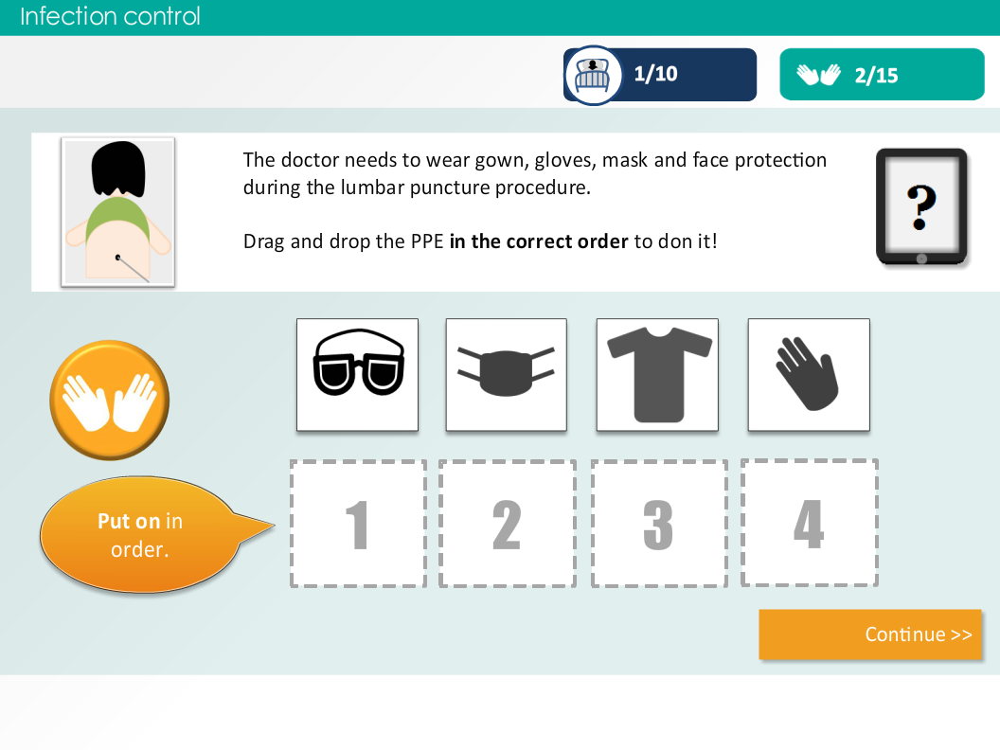 Infection control
1/10
2/15
The doctor needs to wear gown, gloves, mask and face protection
during the lumbar puncture procedure.
Drag and drop the PPE in the correct order to don it!
?
Put on in
order.
1
2
3
4
Continue >>